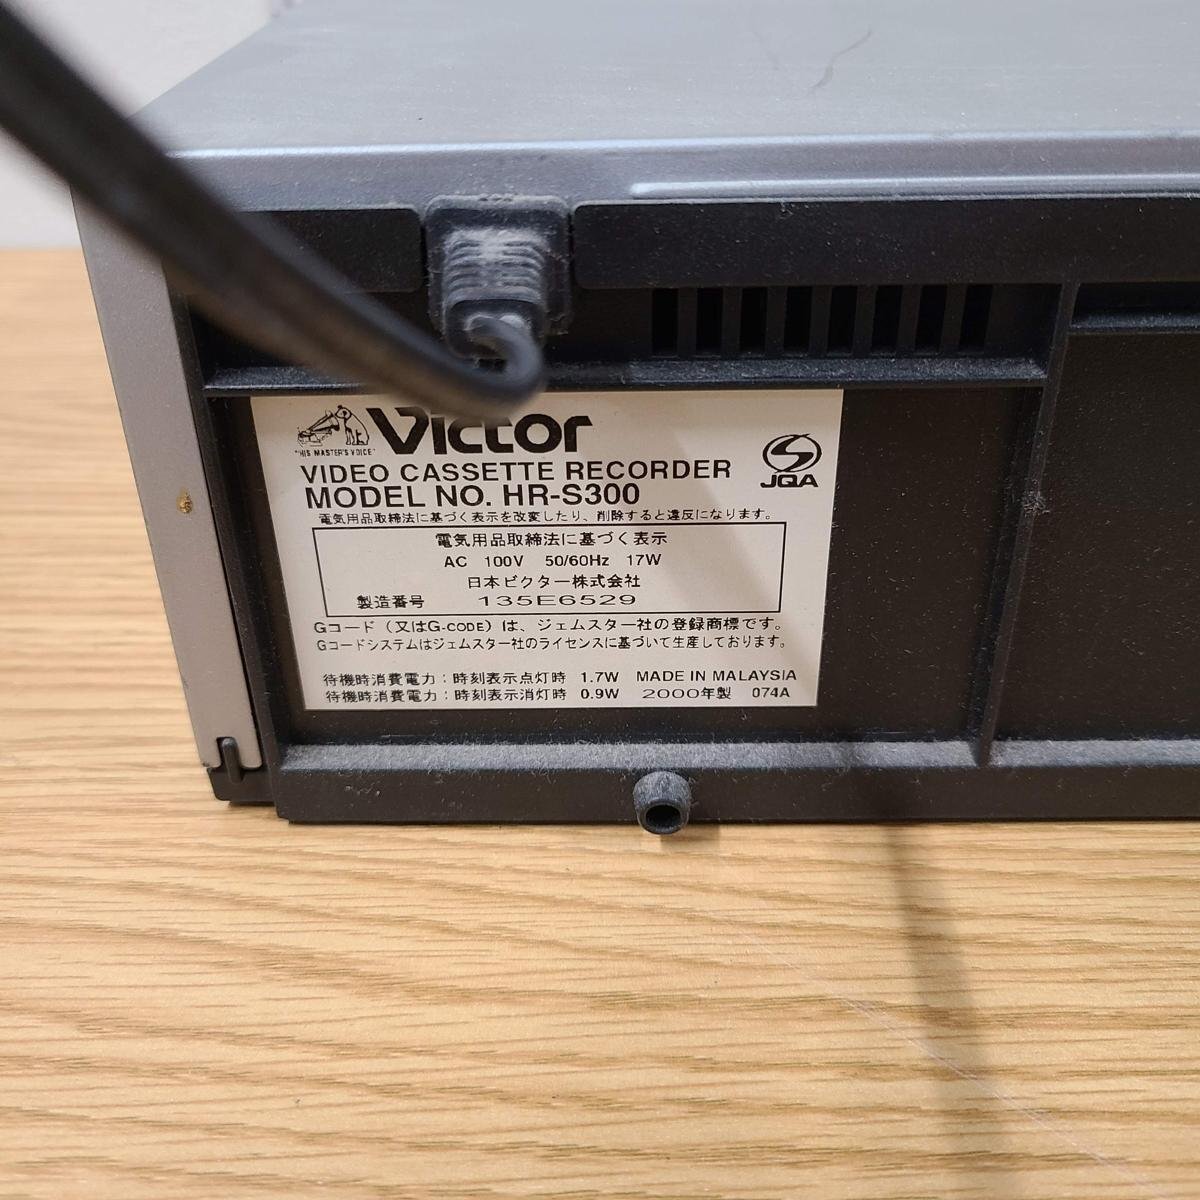 "HIS MASTER'S VOICE"
Victor
VIDEO CASSETTE RECORDER
MODEL NO. HR-S300
JQA
電気用品取締法に基づく表示を改変したり、削除すると違反になります。
電気用品取締法に基づく表示
AC 100V 50/60Hz 17W
日本ビクター株式会社
製造番号 135E6529
Gコード(又はG-CODE)は、ジェムスター社の登録商標です。
Gコードシステムはジェムスター社のライセンスに基づいて生産しております。
待機時消費電力:時刻表示点灯時 1.7W MADE IN MALAYSIA
待機時消費電力:時刻表示消灯時 0.9W 2000年製 074A